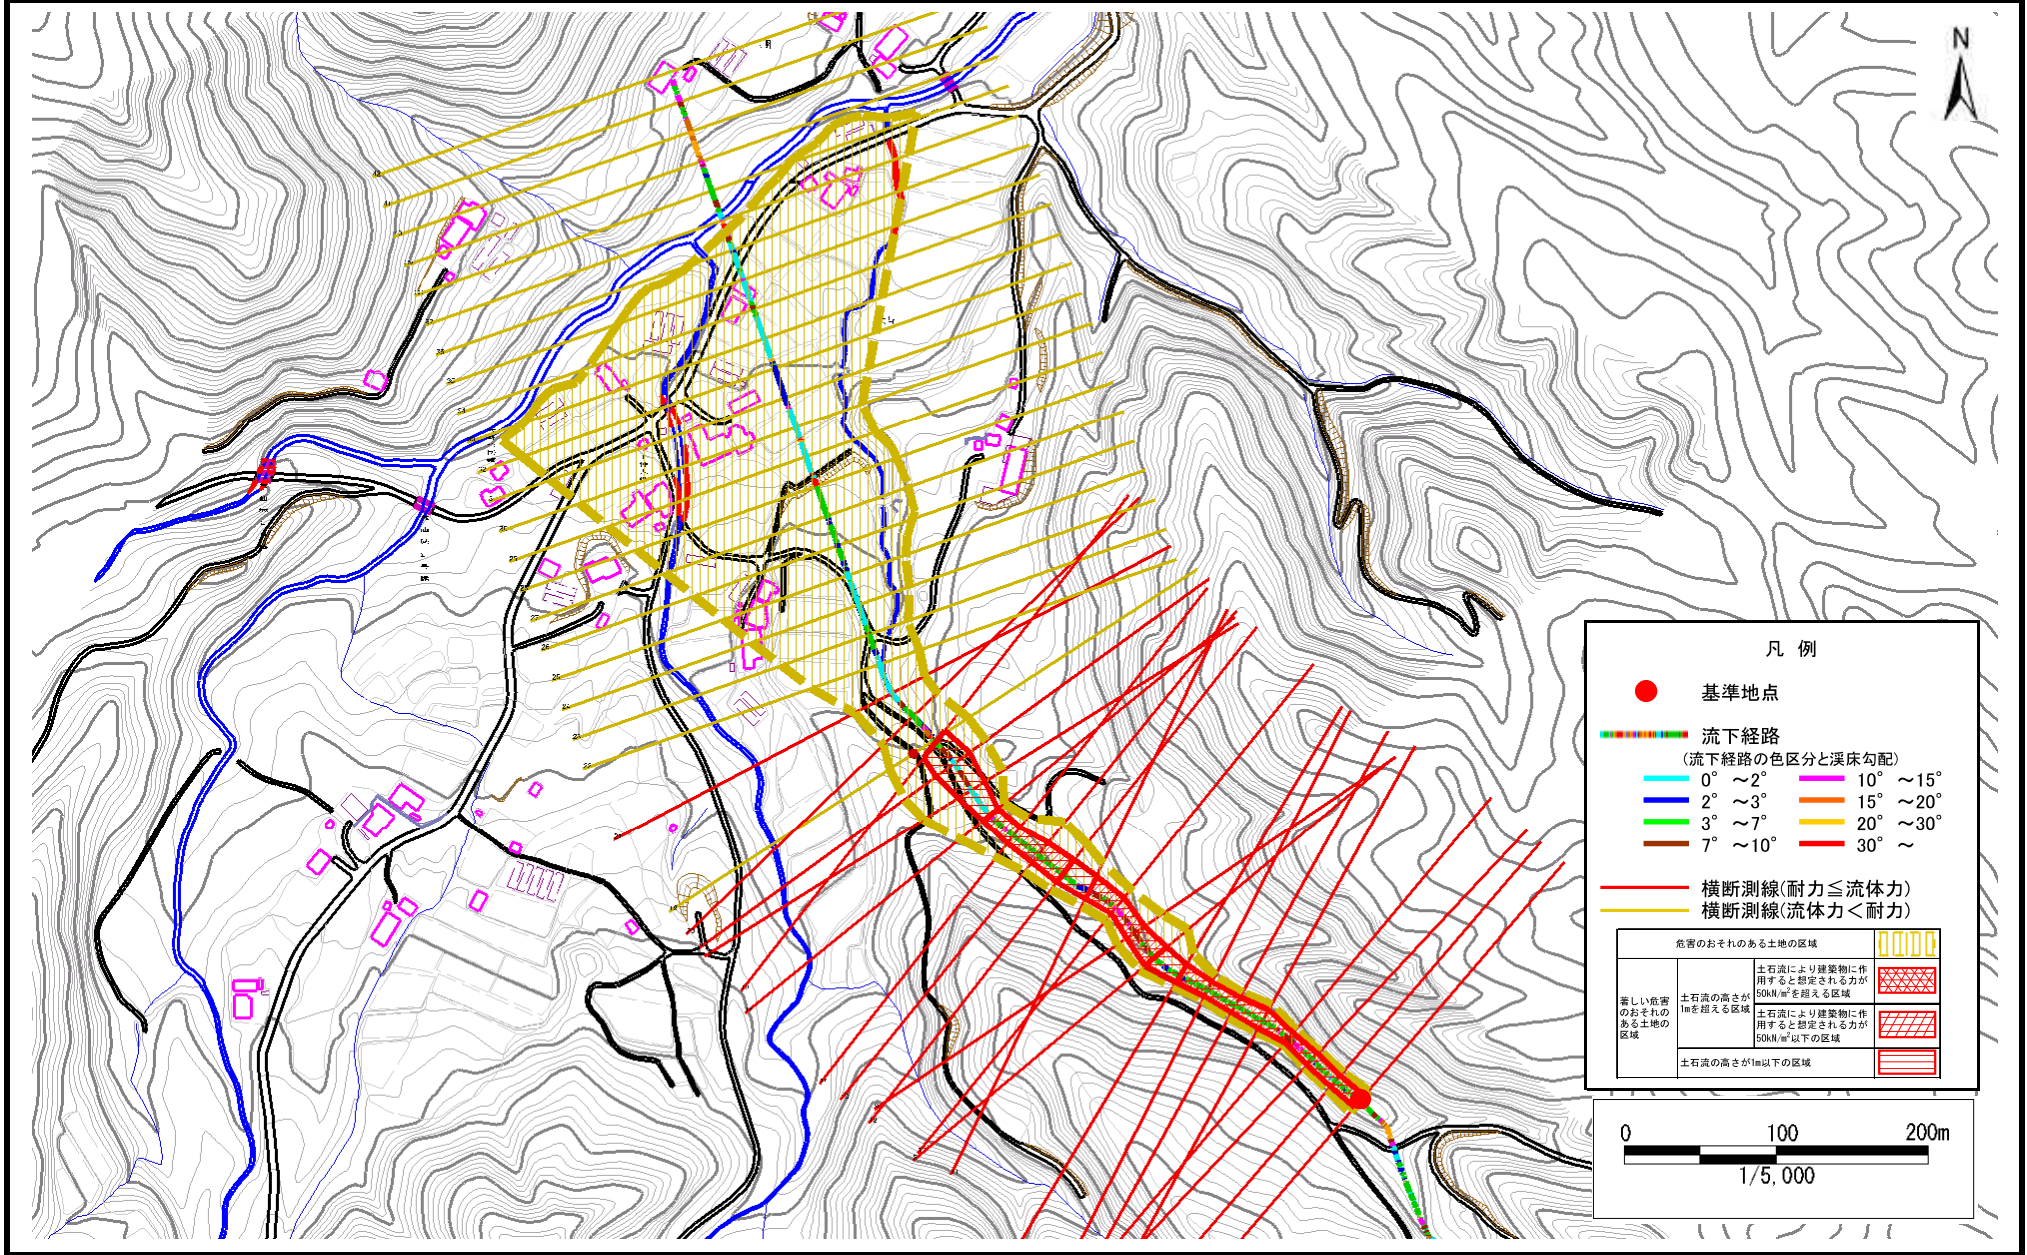 N
凡 例
基準地点
流下経路
(流下経路の色区分と渓床勾配)
0° ～2° 10° ～15°
2° ～3° 15° ～20°
3° ～7° 20° ～30°
7° ～10° 30° ～
横断測線(耐力≦流体力)
横断測線(流体力＜耐力)
危害のおそれのある土地の区域
著しい危害
のおそれの
ある土地の
区域
土石流の高さが
1mを超える区域
土石流により建築物に作
用すると想定される力が
50kN/m²を超える区域
土石流により建築物に作
用すると想定される力が
50kN/m²以下の区域
土石流の高さが1m以下の区域
0 100 200m
1/5,000